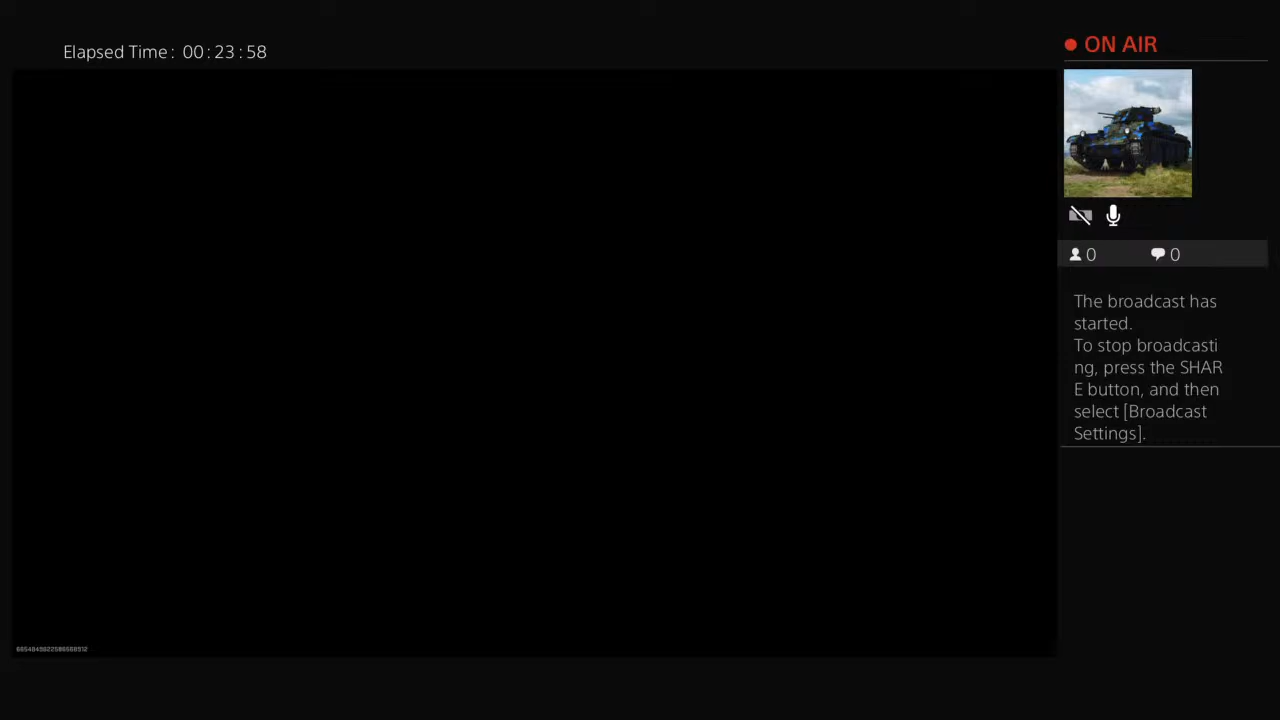 Elapsed Time: 00:23:58
ON AIR
0
0
The broadcast has
started.
To stop broadcasti
ng, press the SHAR
E button, and then
select [Broadcast
Settings].